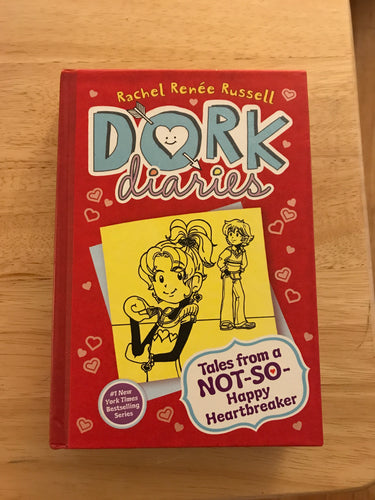 Rachel Renée Russell
DORK
diaries
Tales from a
NOT-SO-
Happy
Heartbreaker
#1 New
York Times
Bestselling
Series